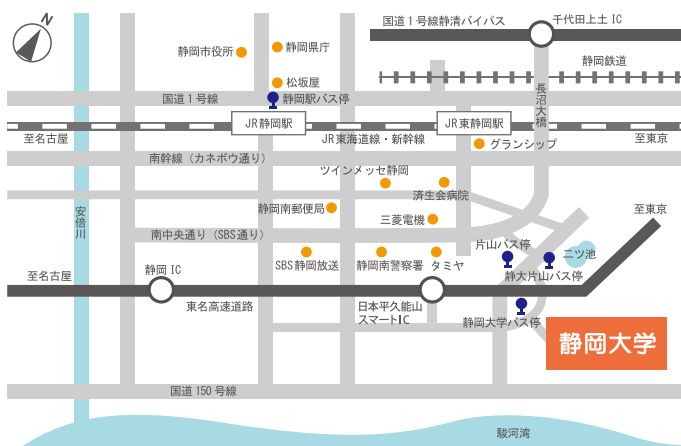 N
国道1号線静清バイパス
千代田上土IC
静岡市役所
静岡県庁
静岡鉄道
松坂屋
国道1号線
静岡駅バス停
長沼大橋
JR静岡駅
JR東静岡駅
至名古屋
JR東海道線・新幹線
グランシップ
至東京
南幹線（カネボウ通り）
ツインメッセ静岡
済生会病院
安倍川
静岡南郵便局
三菱電機
至東京
南中央通り（SBS通り）
片山バス停
二ツ池
SBS静岡放送
静岡南警察署
タミヤ
静大片山バス停
至名古屋
静岡IC
東名高速道路
日本平久能山
スマートIC
静岡大学バス停
静岡大学
国道150号線
駿河湾